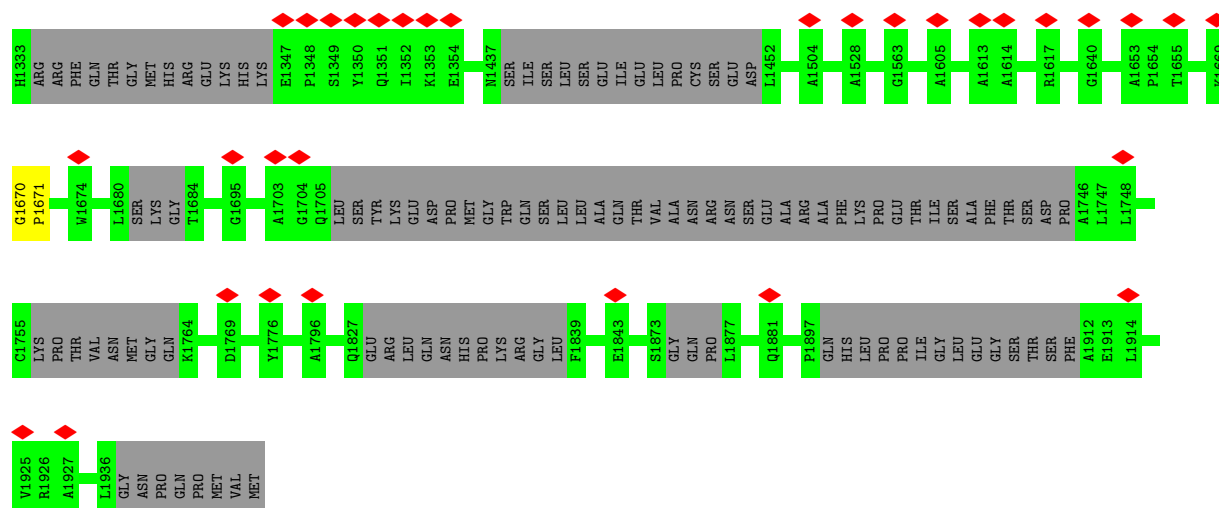 H1333 ARG ARG PHE GLN THR GLY MET HIS ARG GLU LYS HIS LYS E1347 P1348 S1349 Y1350 Q1351 I1352 K1353 E1354 N1437 SER ILE SER LEU SER GLU ILE GLU LEU PRO CYS SER GLU ASP L1452 A1504 A1528 G1563 A1605 A1613 A1614 R1617 G1640 A1653 P1654 T1655
G1670 P1671 W1674 L1680 SER LYS GLY T1684 G1695 A1703 G1704 Q1705 LEU SER TYR LYS GLU ASP PRO MET GLY TRP GLN SER LEU LEU ALA GLN THR VAL ALA ASN ARG ASN SER GLU ALA ARG ALA PHE LYS PRO GLU THR ILE SER ALA PHE THR SER ASP PRO A1746 L1747 L1748
C1755 LYS PRO THR VAL ASN MET GLY GLN K1764 D1769 Y1776 A1796 Q1827 GLU ARG LEU GLN ASN HIS PRO LYS ARG GLY LEU F1839 E1843 S1873 GLY GLN PRO L1877 Q1881 P1897 GLN HIS LEU PRO PRO ILE GLY LEU GLU GLY SER THR SER PHE A1912 E1913 L1914
V1925 R1926 A1927 L1936 GLY ASN PRO GLN PRO MET VAL MET